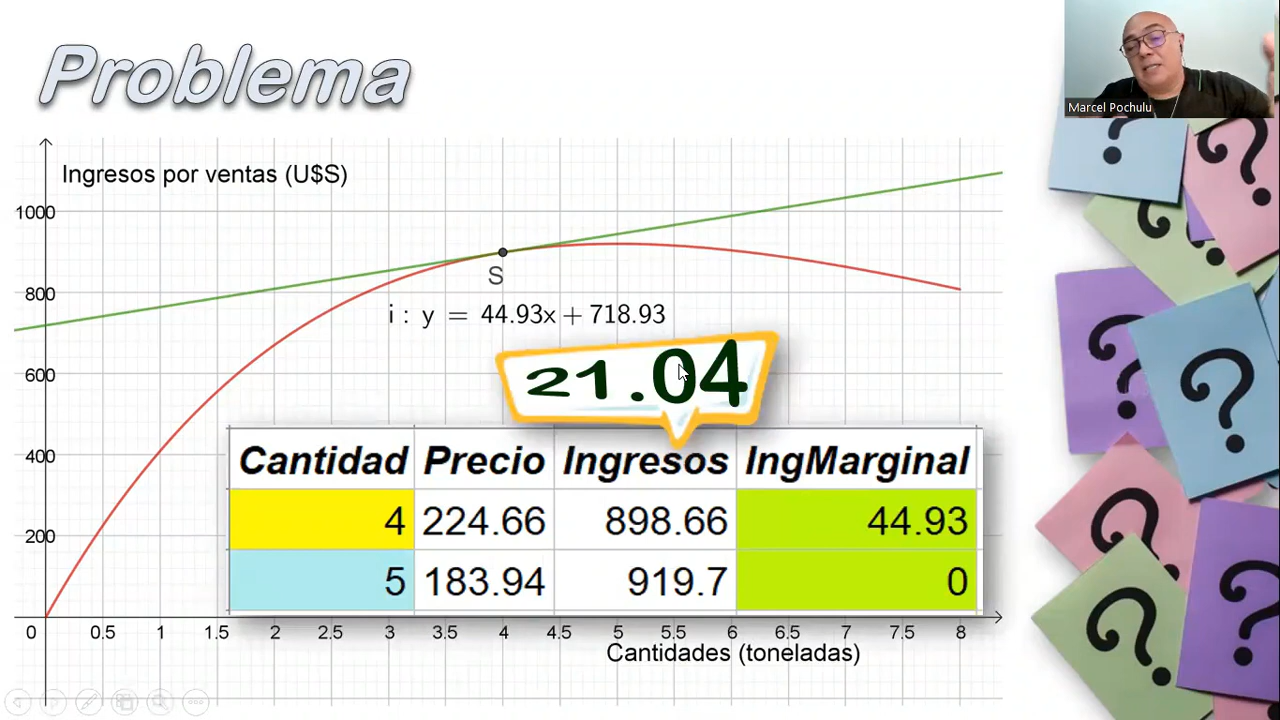 Problema
Marcel Pochulu
Ingresos por ventas (U$S)
1000
800
600
400
200
S
i : y = 44.93x + 718.93
21.04
Cantidad Precio Ingresos IngMarginal
4 224.66 898.66 44.93
5 183.94 919.7 0
0 0.5 1 1.5 2 2.5 3 3.5 4 4.5 5 5.5 6 6.5 7 7.5 8
Cantidades (toneladas)
? ? ? ? ? ? ? ? ?